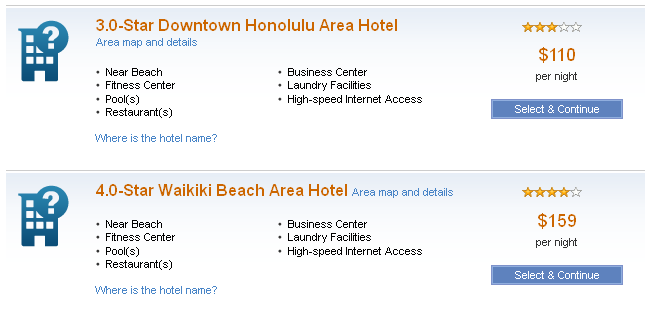 3.0-Star Downtown Honolulu Area Hotel
Area map and details
• Near Beach
• Fitness Center
• Pool(s)
• Restaurant(s)
• Business Center
• Laundry Facilities
• High-speed Internet Access
Where is the hotel name?
$110
per night
Select & Continue
4.0-Star Waikiki Beach Area Hotel Area map and details
• Near Beach
• Fitness Center
• Pool(s)
• Restaurant(s)
• Business Center
• Laundry Facilities
• High-speed Internet Access
Where is the hotel name?
$159
per night
Select & Continue